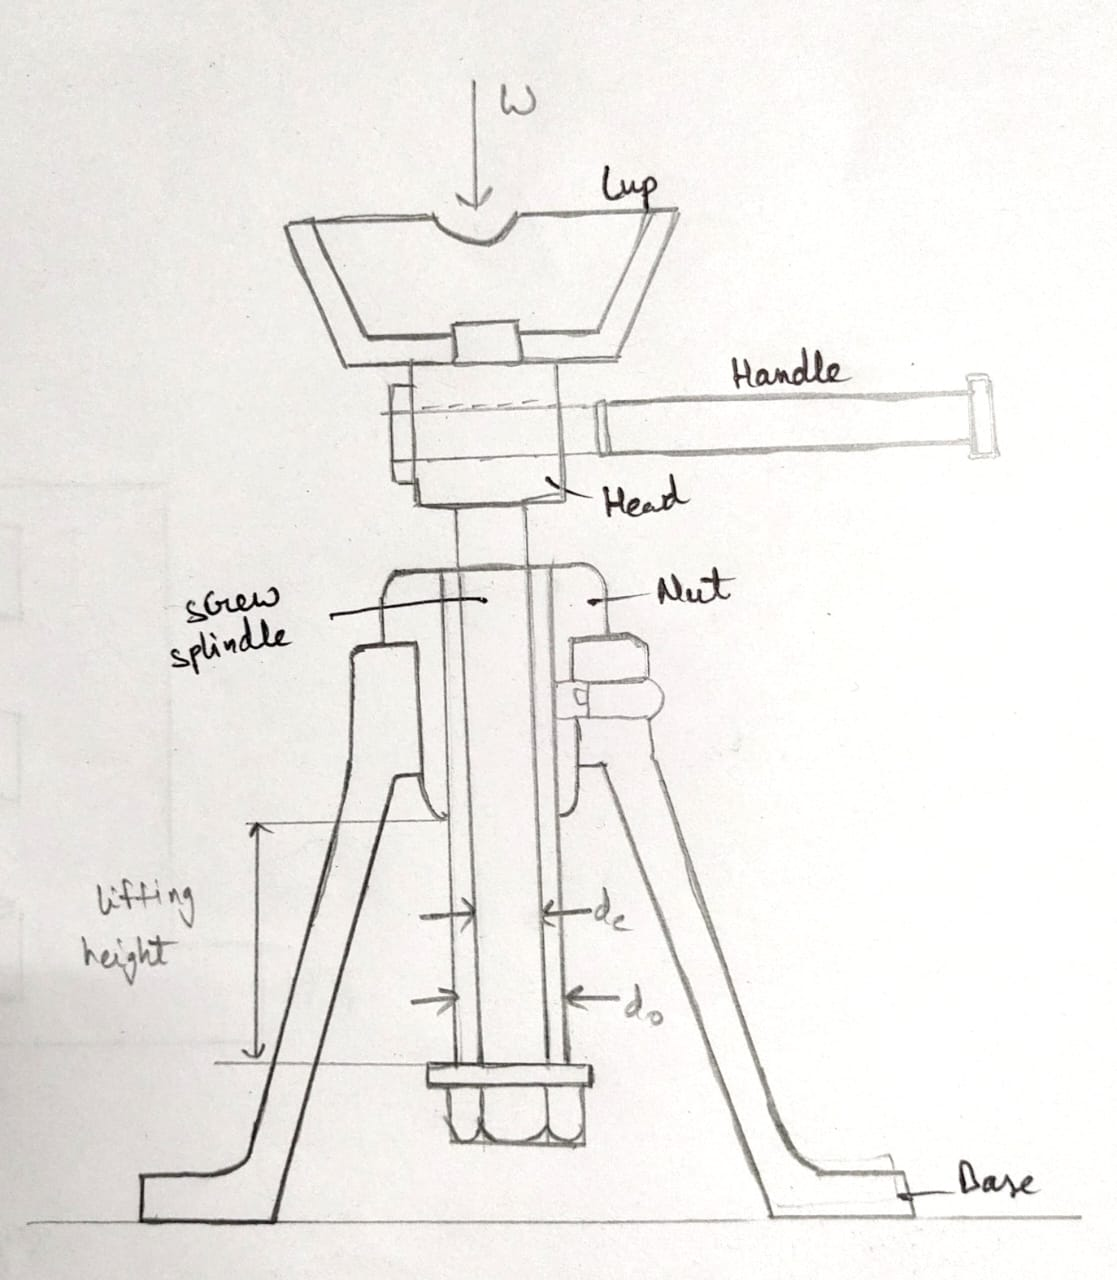 W
Cup
Handle
Head
Nut
screw
splindle
lifting
height
dc
do
Base